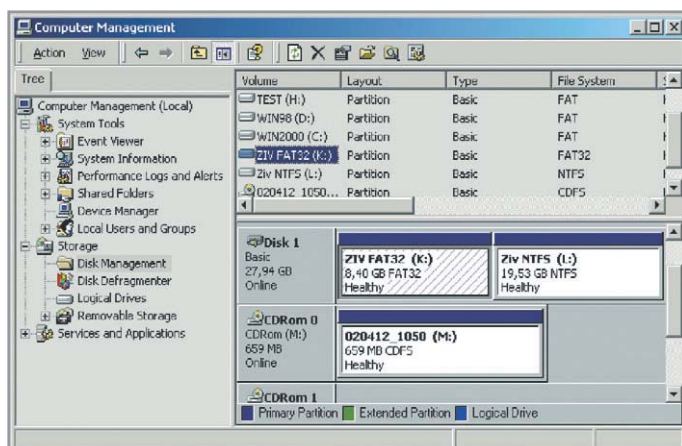 Computer Management
Action View
Tree
Computer Management (Local)
System Tools
Event Viewer
System Information
Performance Logs and Alerts
Shared Folders
Device Manager
Local Users and Groups
Storage
Disk Management
Disk Defragmenter
Logical Drives
Removable Storage
Services and Applications
Volume Layout Type File System
TEST (H:) Partition Basic FAT
WIN98 (D:) Partition Basic FAT
WIN2000 (C:) Partition Basic FAT
ZIV FAT32 (K:) Partition Basic FAT32
Ziv NTFS (L:) Partition Basic NTFS
020412_1050... Partition Basic CDFS
Disk 1
Basic
27,94 GB
Online
ZIV FAT32 (K:)
8,40 GB FAT32
Healthy
Ziv NTFS (L:)
19,53 GB NTFS
Healthy
CDRom 0
CDRom (M:)
659 MB
Online
020412_1050 (M:)
659 MB CDFS
Healthy
CDRom 1
Primary Partition Extended Partition Logical Drive